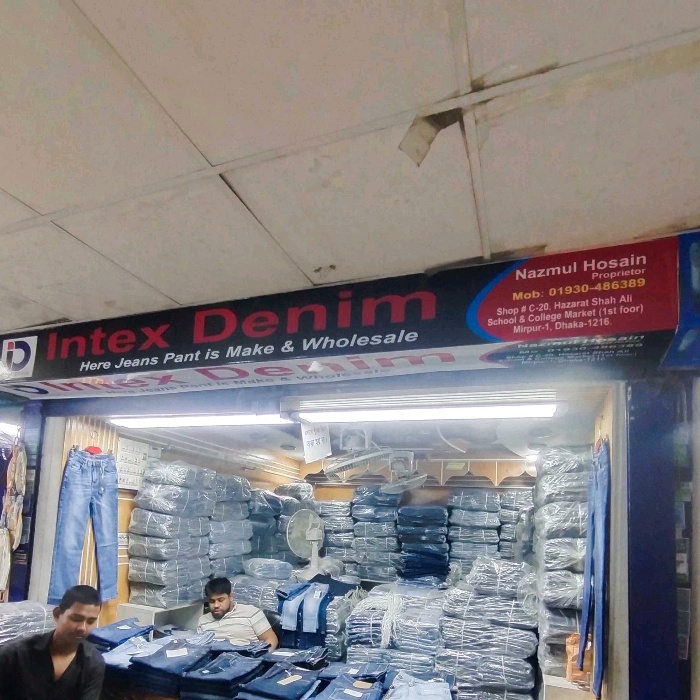 Intex Denim
Here Jeans Pant is Make & Wholesale
Nazmul Hosain
Proprietor
Mob: 01930-486389
Shop # C-20, Hazarat Shah Ali
School & College Market (1st foor)
Mirpur-1, Dhaka-1216.